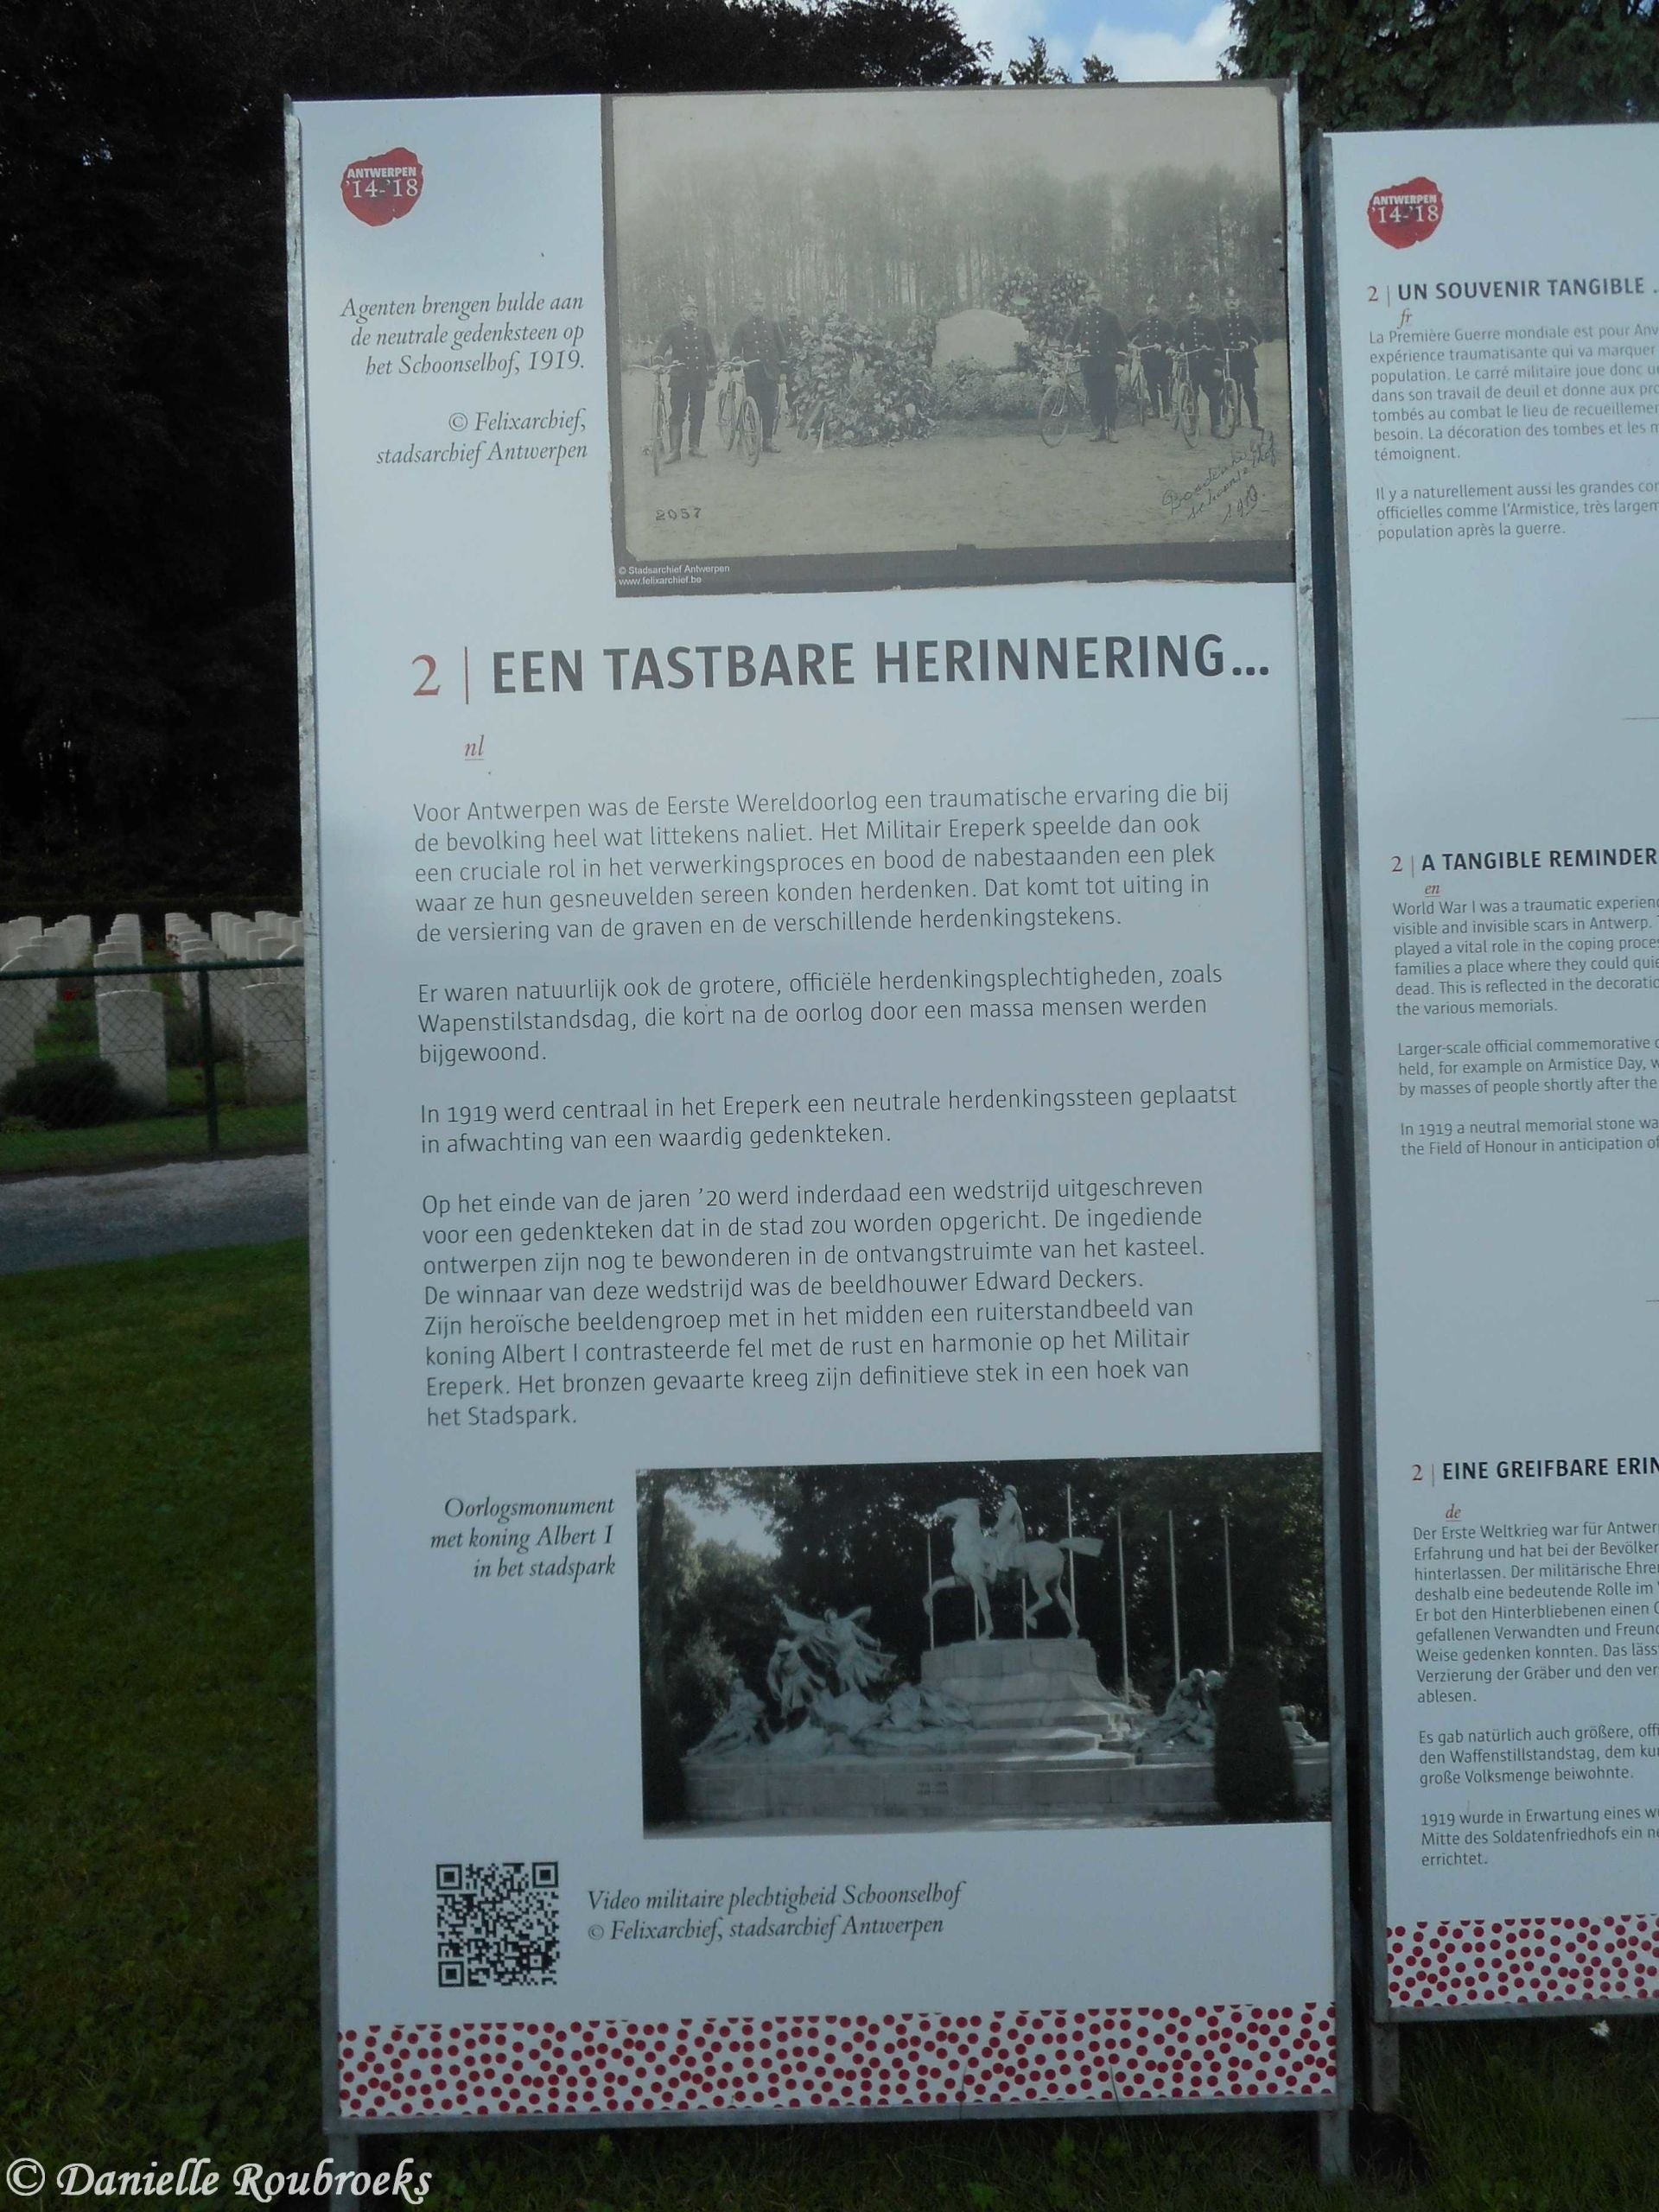 ANTWERPEN
'14-'18
Agenten brengen hulde aan
de neutrale gedenksteen op
het Schoonselhof, 1919.
© Felixarchief,
stadsarchief Antwerpen
2057
1919.
© Stadsarchief Antwerpen
www.felixarchief.be
2 | EEN TASTBARE HERINNERING...
nl
Voor Antwerpen was de Eerste Wereldoorlog een traumatische ervaring die bij
de bevolking heel wat littekens naliet. Het Militair Ereperk speelde dan ook
een cruciale rol in het verwerkingsproces en bood de nabestaanden een plek
waar ze hun gesneuvelden sereen konden herdenken. Dat komt tot uiting in
de versiering van de graven en de verschillende herdenkingstekens.
Er waren natuurlijk ook de grotere, officiële herdenkingsplechtigheden, zoals
Wapenstilstandsdag, die kort na de oorlog door een massa mensen werden
bijgewoond.
In 1919 werd centraal in het Ereperk een neutrale herdenkingssteen geplaatst
in afwachting van een waardig gedenkteken.
Op het einde van de jaren '20 werd inderdaad een wedstrijd uitgeschreven
voor een gedenkteken dat in de stad zou worden opgericht. De ingediende
ontwerpen zijn nog te bewonderen in de ontvangstruimte van het kasteel.
De winnaar van deze wedstrijd was de beeldhouwer Edward Deckers.
Zijn heroïsche beeldengroep met in het midden een ruiterstandbeeld van
koning Albert I contrasteerde fel met de rust en harmonie op het Militair
Ereperk. Het bronzen gevaarte kreeg zijn definitieve stek in een hoek van
het Stadspark.
Oorlogsmonument
met koning Albert I
in het stadspark
Video militaire plechtigheid Schoonselhof
© Felixarchief, stadsarchief Antwerpen
ANTWERPEN
'14-'18
2 | UN SOUVENIR TANGIBLE
fr
La Première Guerre mondiale est pour
expérience traumatisante qui va marquer
population. Le carré militaire joue donc
dans son travail de deuil et donne aux
tombés au combat le lieu de
besoin. La décoration des tombes et les
témoignent.
Il y a naturellement aussi les grandes
officielles comme l'Armistice, très
population après la guerre.
2 | A TANGIBLE REMINDER
en
World War I was a traumatic
visible and invisible scars in Antwerp.
played a vital role in the coping
families a place where they could
dead. This is reflected in the
the various memorials.
Larger-scale official commemorative
held, for example on Armistice Day,
by masses of people shortly after the
In 1919 a neutral memorial stone
the Field of Honour in anticipation
2 | EINE GREIFBARE
de
Der Erste Weltkrieg war für
Erfahrung und hat bei der
hinterlassen. Der militärische
deshalb eine bedeutende Rolle im
Er bot den Hinterbliebenen einen
gefallenen Verwandten und
Weise gedenken konnten. Das
Verzierung der Gräber und den
ablesen.
Es gab natürlich auch größere,
den Waffenstillstandstag, dem
große Volksmenge beiwohnte.
1919 wurde in Erwartung eines
Mitte des Soldatenfriedhofs ein
errichtet.
© Danielle Roubroeks